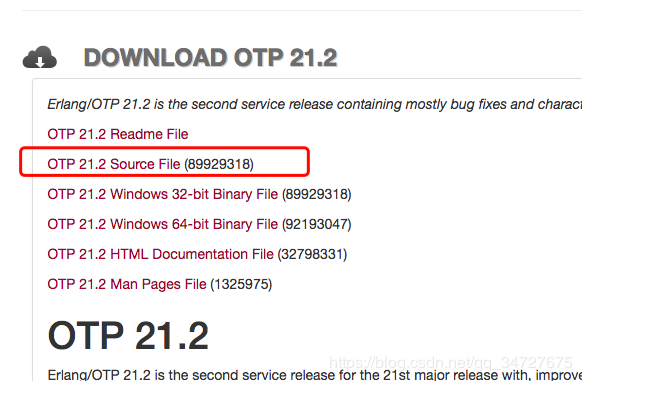 DOWNLOAD OTP 21.2
Erlang/OTP 21.2 is the second service release containing mostly bug fixes and charact
OTP 21.2 Readme File
OTP 21.2 Source File (89929318)
OTP 21.2 Windows 32-bit Binary File (89929318)
OTP 21.2 Windows 64-bit Binary File (92193047)
OTP 21.2 HTML Documentation File (32798331)
OTP 21.2 Man Pages File (1325975)
OTP 21.2
https://blog.csdn.net/qq_34727675
Erlang/OTP 21.2 is the second service release for the 21st major release with, improve